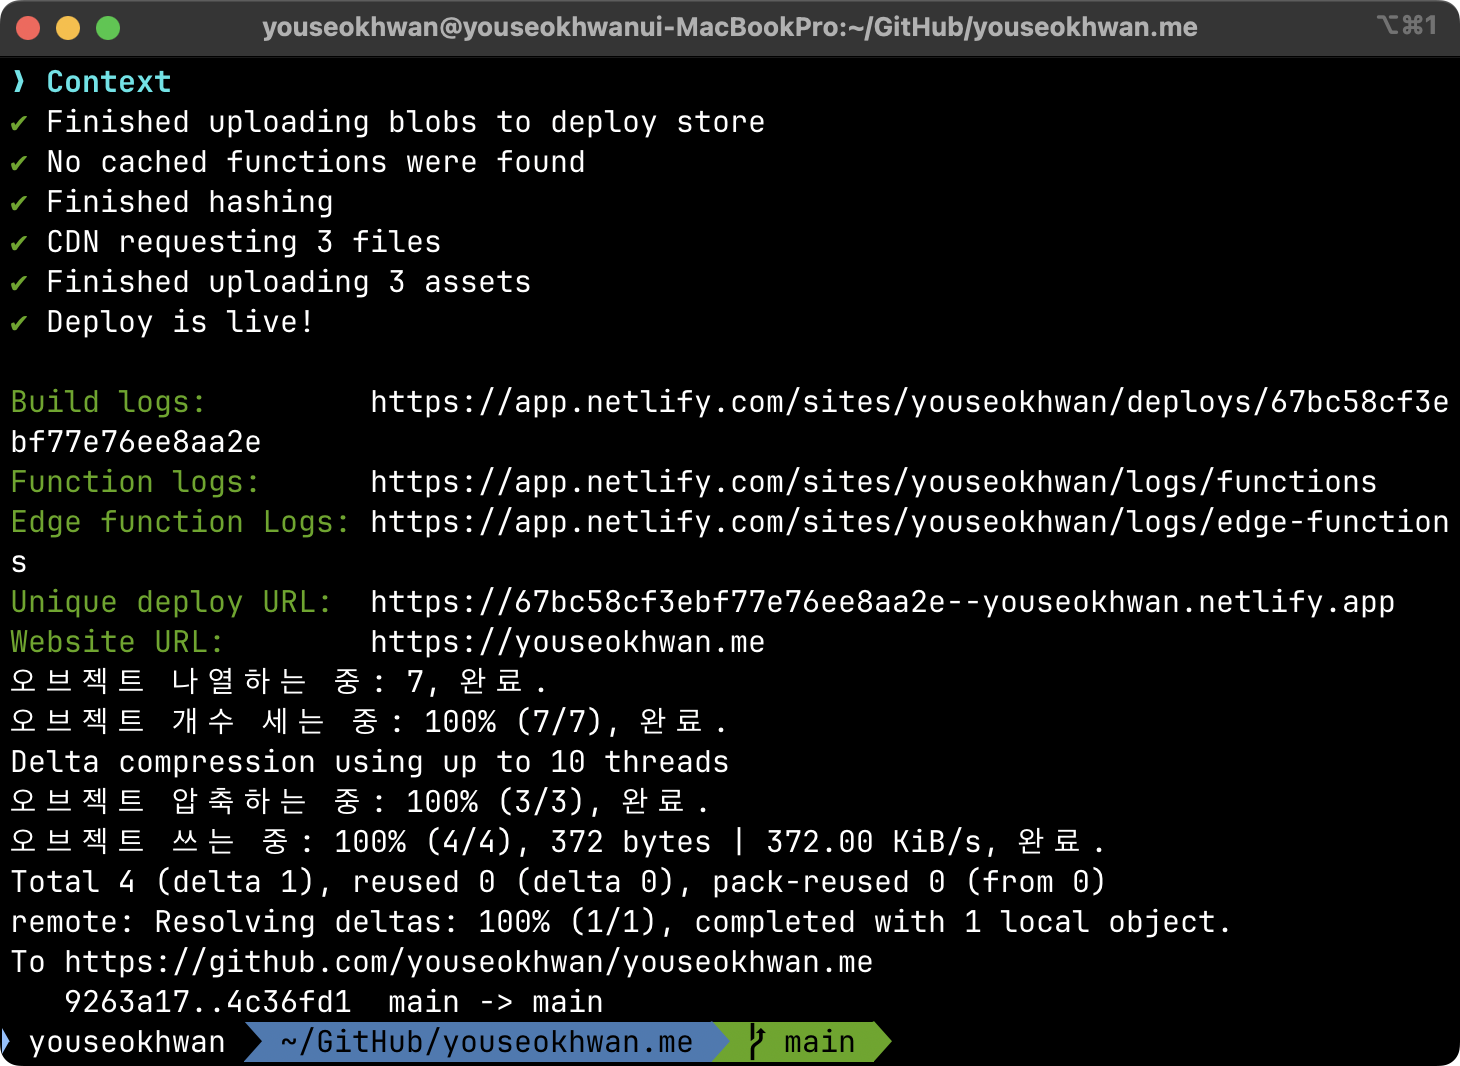 youseokhwan@youseokhwanui-MacBookPro:~/GitHub/youseokhwan.me ⌥⌘1
❯ Context
✔ Finished uploading blobs to deploy store
✔ No cached functions were found
✔ Finished hashing
✔ CDN requesting 3 files
✔ Finished uploading 3 assets
✔ Deploy is live!
Build logs: https://app.netlify.com/sites/youseokhwan/deploys/67bc58cf3e
bf77e76ee8aa2e
Function logs: https://app.netlify.com/sites/youseokhwan/logs/functions
Edge function Logs: https://app.netlify.com/sites/youseokhwan/logs/edge-function
s
Unique deploy URL: https://67bc58cf3ebf77e76ee8aa2e--youseokhwan.netlify.app
Website URL: https://youseokhwan.me
오브젝트 나열하는 중: 7, 완료.
오브젝트 개수 세는 중: 100% (7/7), 완료.
Delta compression using up to 10 threads
오브젝트 압축하는 중: 100% (3/3), 완료.
오브젝트 쓰는 중: 100% (4/4), 372 bytes | 372.00 KiB/s, 완료.
Total 4 (delta 1), reused 0 (delta 0), pack-reused 0 (from 0)
remote: Resolving deltas: 100% (1/1), completed with 1 local object.
To https://github.com/youseokhwan/youseokhwan.me
9263a17..4c36fd1 main -> main
youseokhwan ~/GitHub/youseokhwan.me main